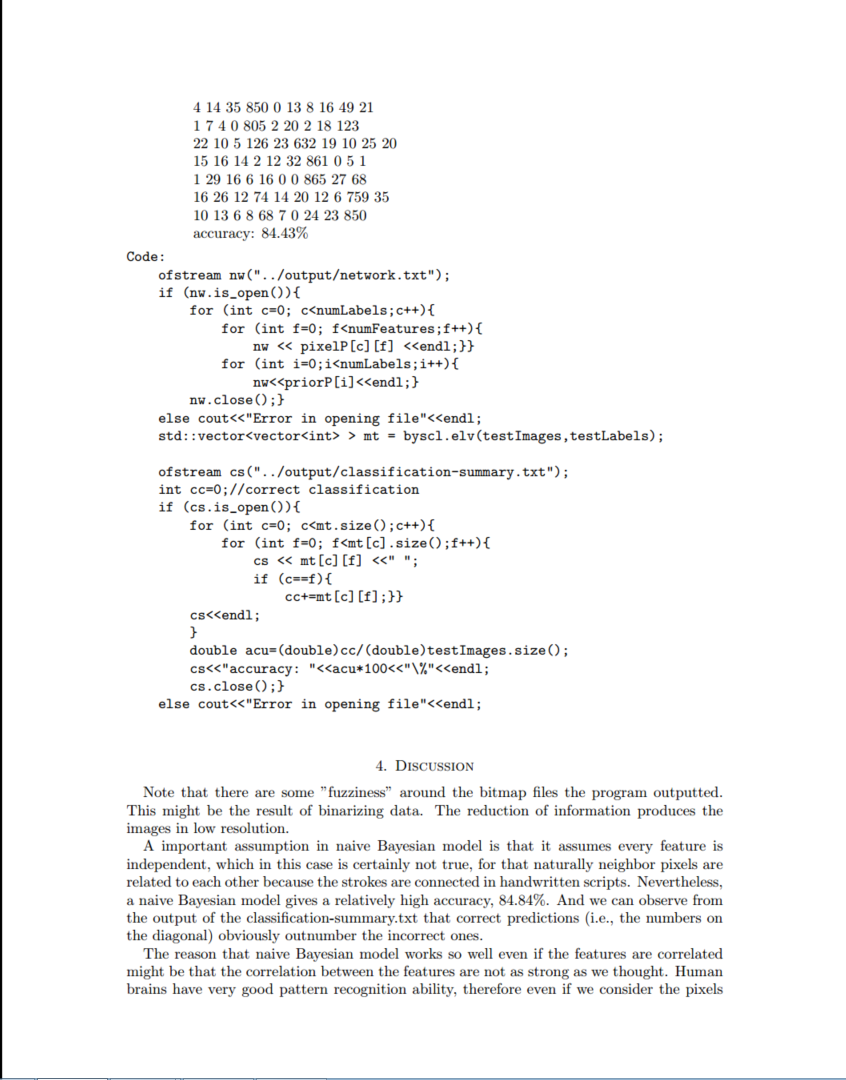 4 14 35 850 0 13 8 16 49 21
1 7 4 0 805 2 20 2 18 123
22 10 5 126 23 632 19 10 25 20
15 16 14 2 12 32 861 0 5 1
1 29 16 6 16 0 0 865 27 68
16 26 12 74 14 20 12 6 759 35
10 13 6 8 68 7 0 24 23 850
accuracy: 84.43%
Code:
ofstream nw("../output/network.txt");
if (nw.is_open()){
for (int c=0; c<numLabels;c++){
for (int f=0; f<numFeatures;f++){
nw << pixelP[c][f] <<endl;}}
for (int i=0;i<numLabels;i++){
nw<<priorP[i]<<endl;}
nw.close();}
else cout<<"Error in opening file"<<endl;
std::vector<vector<int> > mt = byscl.elv(testImages,testLabels);
ofstream cs("../output/classification-summary.txt");
int cc=0;//correct classification
if (cs.is_open()){
for (int c=0; c<mt.size();c++){
for (int f=0; f<mt[c].size();f++){
cs << mt[c][f] <<" ";
if (c==f){
cc+=mt[c][f];}}
cs<<endl;
}
double acu=(double)cc/(double)testImages.size();
cs<<"accuracy: "<<acu*100<<"\%"<<endl;
cs.close();}
else cout<<"Error in opening file"<<endl;
4. Discussion
Note that there are some ”fuzziness” around the bitmap files the program outputted.
This might be the result of binarizing data. The reduction of information produces the
images in low resolution.
A important assumption in naive Bayesian model is that it assumes every feature is
independent, which in this case is certainly not true, for that naturally neighbor pixels are
related to each other because the strokes are connected in handwritten scripts. Nevertheless,
a naive Bayesian model gives a relatively high accuracy, 84.84%. And we can observe from
the output of the classification-summary.txt that correct predictions (i.e., the numbers on
the diagonal) obviously outnumber the incorrect ones.
The reason that naive Bayesian model works so well even if the features are correlated
might be that the correlation between the features are not as strong as we thought. Human
brains have very good pattern recognition ability, therefore even if we consider the pixels